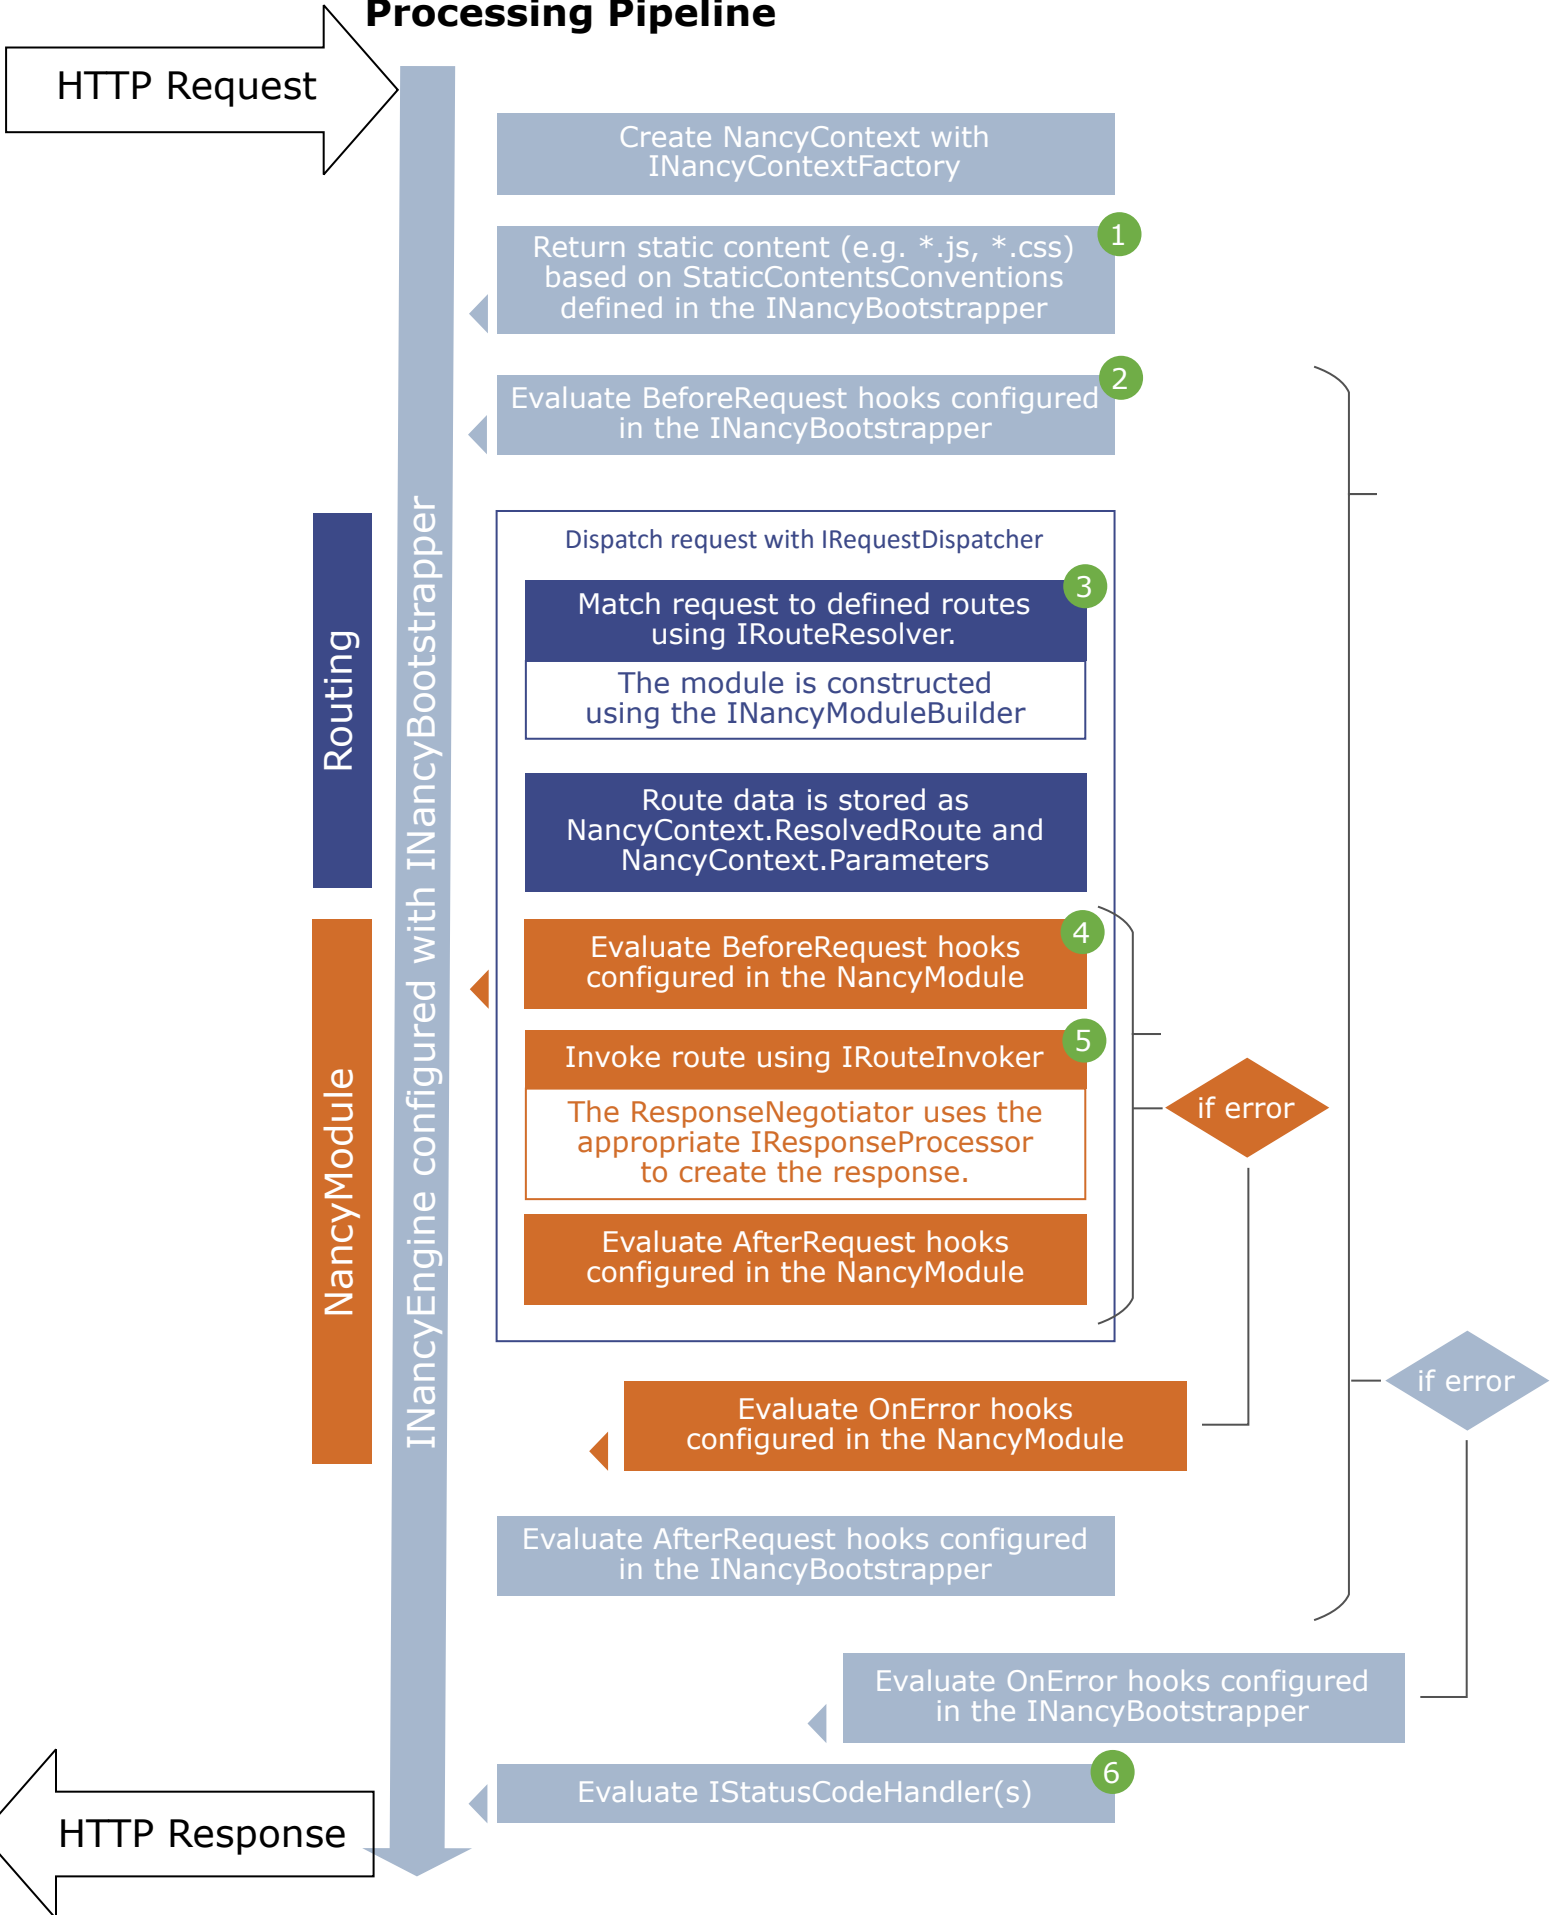 Processing Pipeline
HTTP Request
Create NancyContext with
INancyContextFactory
1
Return static content (e.g. *.js, *.css)
based on StaticContentsConventions
defined in the INancyBootstrapper
2
Evaluate BeforeRequest hooks configured
in the INancyBootstrapper
INancyEngine configured with INancyBootstrapper
Routing
Dispatch request with IRequestDispatcher
3
Match request to defined routes
using IRouteResolver.
The module is constructed
using the INancyModuleBuilder
Route data is stored as
NancyContext.ResolvedRoute and
NancyContext.Parameters
NancyModule
4
Evaluate BeforeRequest hooks
configured in the NancyModule
5
Invoke route using IRouteInvoker
The ResponseNegotiator uses the
appropriate IResponseProcessor
to create the response.
if error
Evaluate AfterRequest hooks
configured in the NancyModule
if error
Evaluate OnError hooks
configured in the NancyModule
Evaluate AfterRequest hooks configured
in the INancyBootstrapper
Evaluate OnError hooks configured
in the INancyBootstrapper
6
Evaluate IStatusCodeHandler(s)
HTTP Response